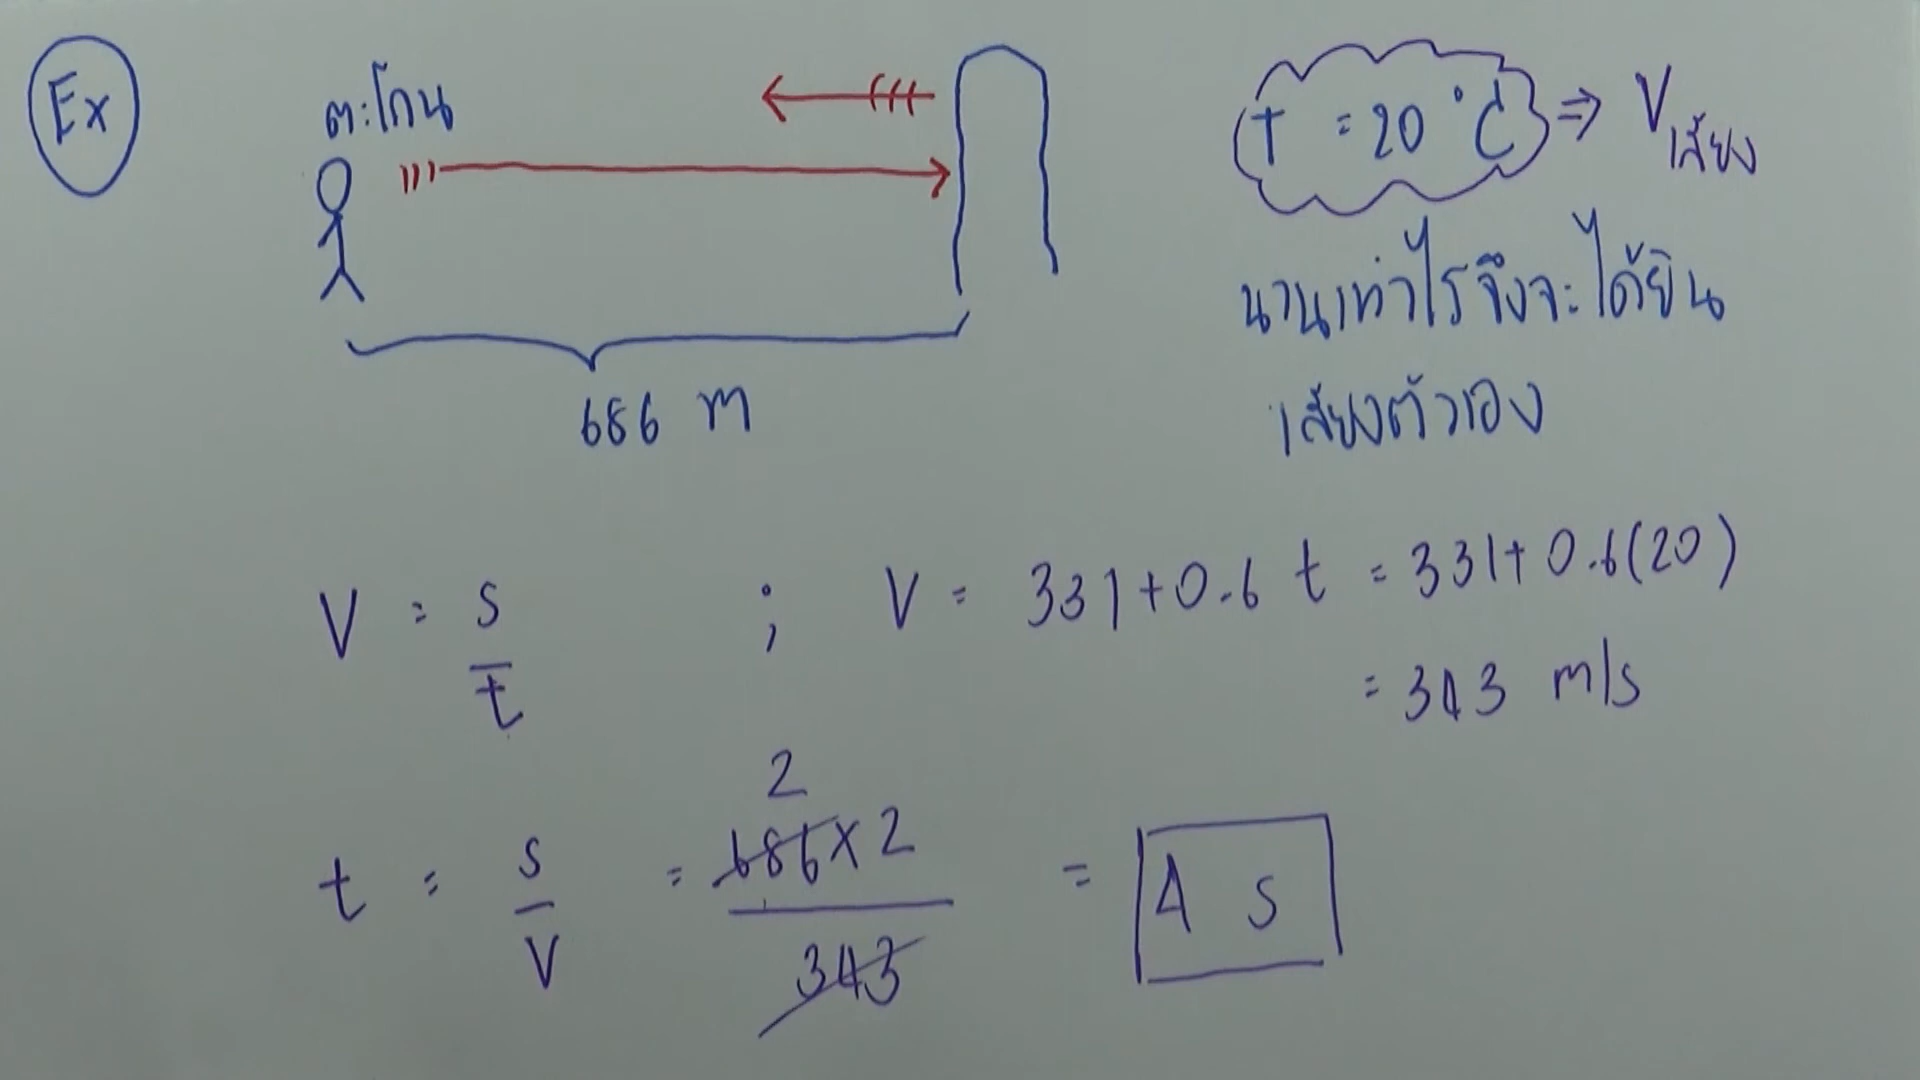 Ex
ตะโกน
T = 20 °C ⇒ V เสียง
นานเท่าไรจึงจะได้ยิน
เสียงตัวเอง
686 m
V = s/t ; V = 331+0.6 t = 331+0.6(20)
= 343 m/s
t = s/V = 686x2/343 = 4 s
2